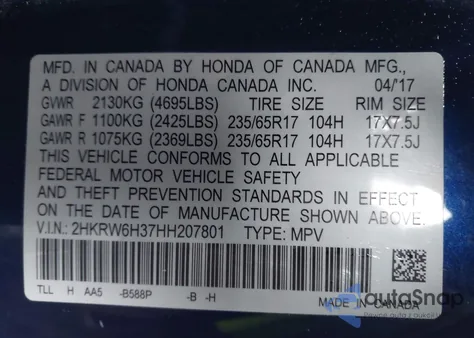 MFD. IN CANADA BY HONDA OF CANADA MFG.,
A DIVISION OF HONDA CANADA INC. 04/17
GVWR 2130KG (4695LBS) TIRE SIZE RIM SIZE
GAWR F 1100KG (2425LBS) 235/65R17 104H 17X7.5J
GAWR R 1075KG (2369LBS) 235/65R17 104H 17X7.5J
THIS VEHICLE CONFORMS TO ALL APPLICABLE
FEDERAL MOTOR VEHICLE SAFETY
AND THEFT PREVENTION STANDARDS IN EFFECT
ON THE DATE OF MANUFACTURE SHOWN ABOVE.
V.I.N.: 2HKRW6H37HH207801 TYPE: MPV
TLL H AA5 -B588P -B -H
MADE IN CANADA
autoSnap